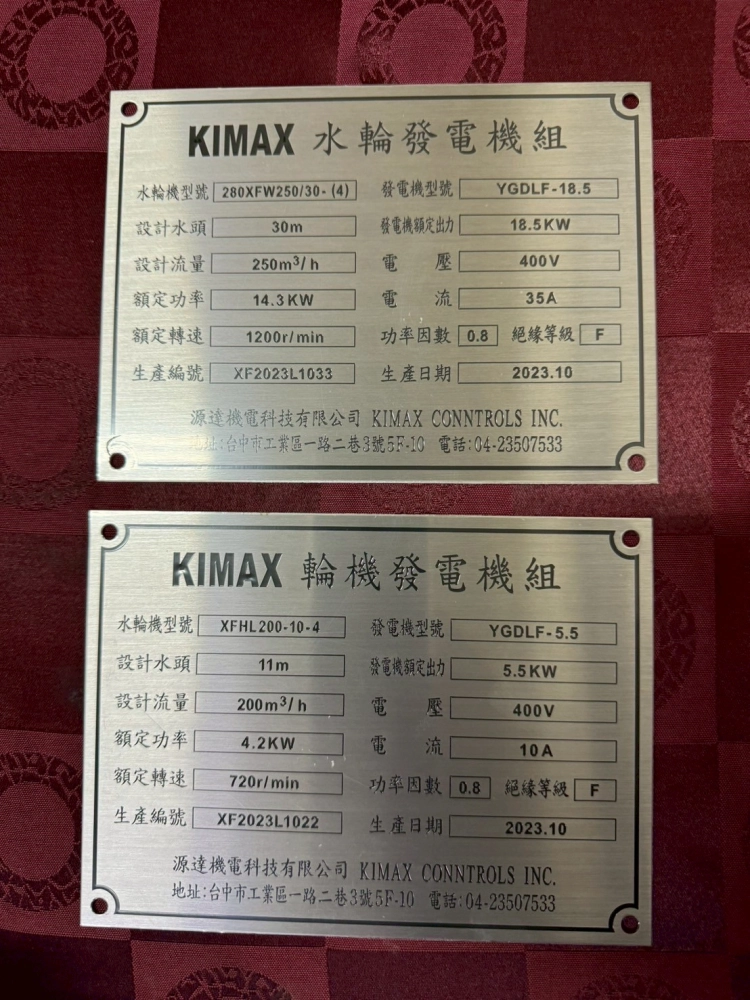 KIMAX 水輪發電機組
水輪機型號 280XFW250/30-(4) 發電機型號 YGDLF-18.5
設計水頭 30m 發電機額定出力 18.5KW
設計流量 250m³/h 電 壓 400V
額定功率 14.3KW 電 流 35A
額定轉速 1200r/min 功率因數 0.8 絕緣等級 F
生產編號 XF2023L1033 生產日期 2023.10
源達機電科技有限公司 KIMAX CONNTROLS INC.
地址:台中市工業區一路二巷3號5F-10 電話:04-23507533
KIMAX 輪機發電機組
水輪機型號 XFHL200-10-4 發電機型號 YGDLF-5.5
設計水頭 11m 發電機額定出力 5.5KW
設計流量 200m³/h 電 壓 400V
額定功率 4.2KW 電 流 10A
額定轉速 720r/min 功率因數 0.8 絕緣等級 F
生產編號 XF2023L1022 生產日期 2023.10
源達機電科技有限公司 KIMAX CONNTROLS INC.
地址:台中市工業區一路二巷3號5F-10 電話:04-23507533